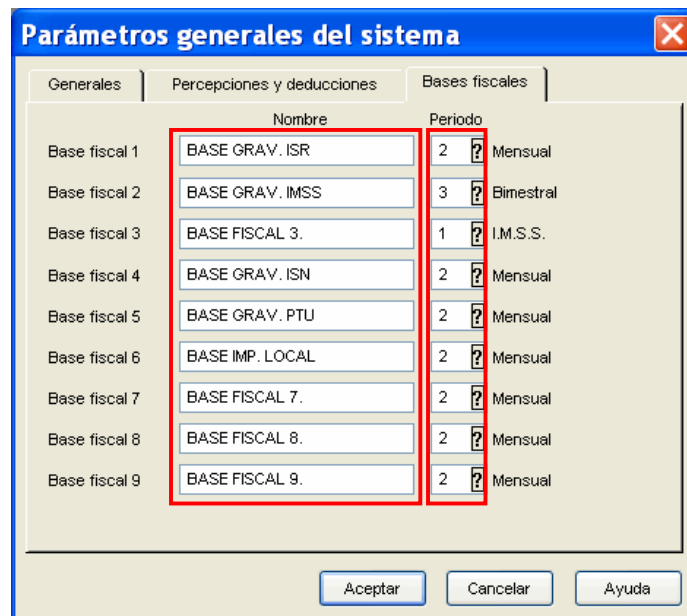 Parámetros generales del sistema
Generales Percepciones y deducciones Bases fiscales
Nombre Periodo
Base fiscal 1 BASE GRAV. ISR 2 ? Mensual
Base fiscal 2 BASE GRAV. IMSS 3 ? Bimestral
Base fiscal 3 BASE FISCAL 3. 1 ? I.M.S.S.
Base fiscal 4 BASE GRAV. ISN 2 ? Mensual
Base fiscal 5 BASE GRAV. PTU 2 ? Mensual
Base fiscal 6 BASE IMP. LOCAL 2 ? Mensual
Base fiscal 7 BASE FISCAL 7. 2 ? Mensual
Base fiscal 8 BASE FISCAL 8. 2 ? Mensual
Base fiscal 9 BASE FISCAL 9. 2 ? Mensual
Aceptar Cancelar Ayuda